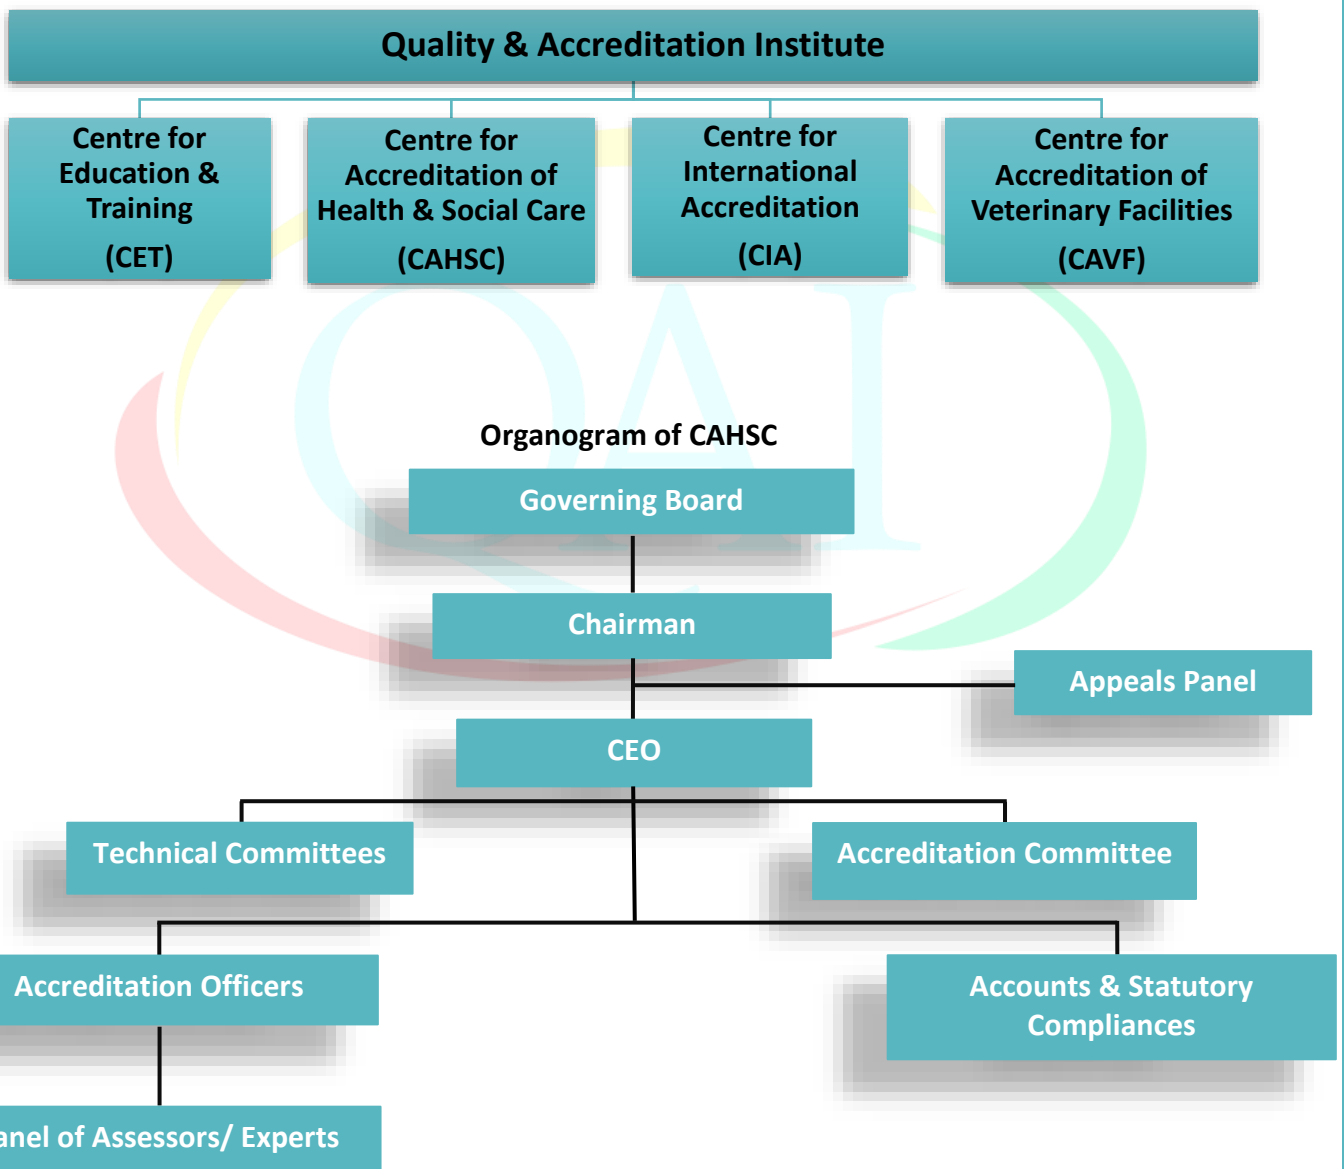 Quality & Accreditation Institute
Centre for
Education &
Training
(CET)
Centre for
Accreditation of
Health & Social Care
(CAHSC)
Centre for
International
Accreditation
(CIA)
Centre for
Accreditation of
Veterinary Facilities
(CAVF)
QAI
Organogram of CAHSC
Governing Board
Chairman
Appeals Panel
CEO
Technical Committees
Accreditation Committee
Accreditation Officers
Accounts & Statutory
Compliances
anel of Assessors/ Experts